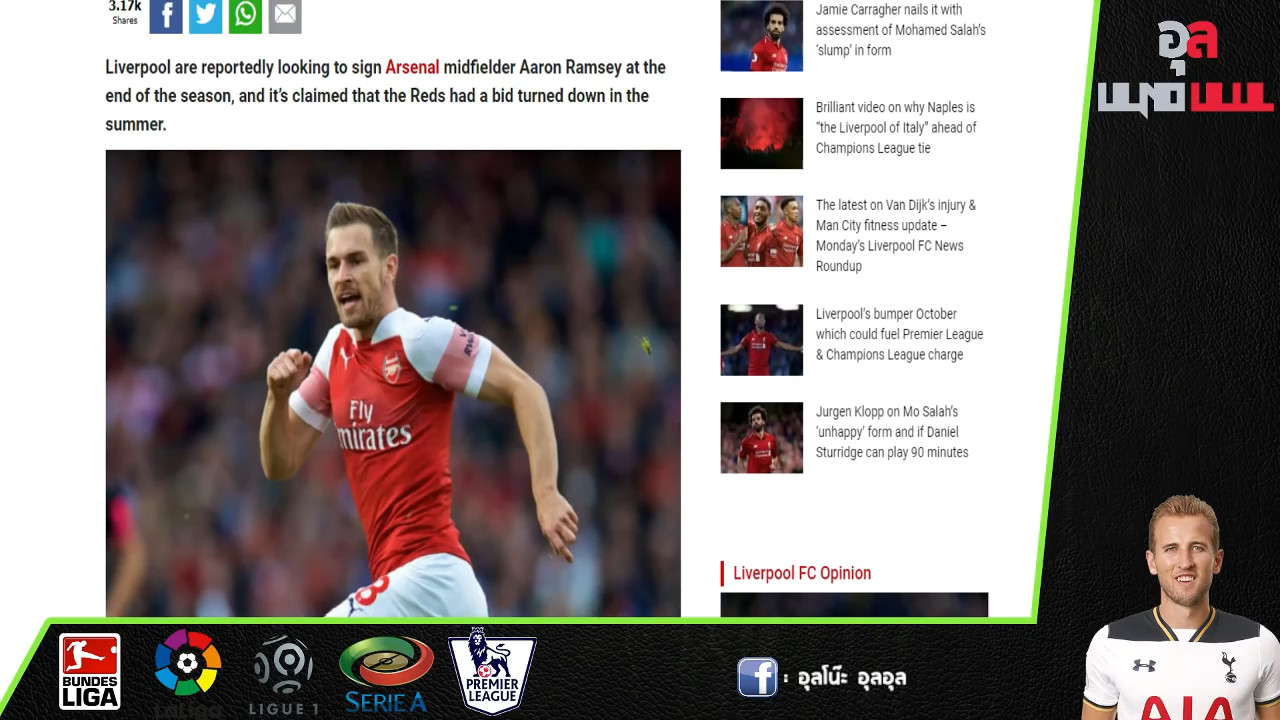 3.17k
Shares
Liverpool are reportedly looking to sign Arsenal midfielder Aaron Ramsey at the
end of the season, and it's claimed that the Reds had a bid turned down in the
summer.
Fly
Emirates
8
Jamie Carragher nails it with
assessment of Mohamed Salah's
'slump' in form
Brilliant video on why Naples is
“the Liverpool of Italy” ahead of
Champions League tie
The latest on Van Dijk's injury &
Man City fitness update –
Monday's Liverpool FC News
Roundup
Liverpool's bumper October
which could fuel Premier League
& Champions League charge
Jurgen Klopp on Mo Salah's
'unhappy' form and if Daniel
Sturridge can play 90 minutes
Liverpool FC Opinion
อุล
BUNDES
LIGA
LaLiga
LIGUE 1
SERIE A
PREMIER
LEAGUE
: อุลโน๊ะ อุลอุล
AIA